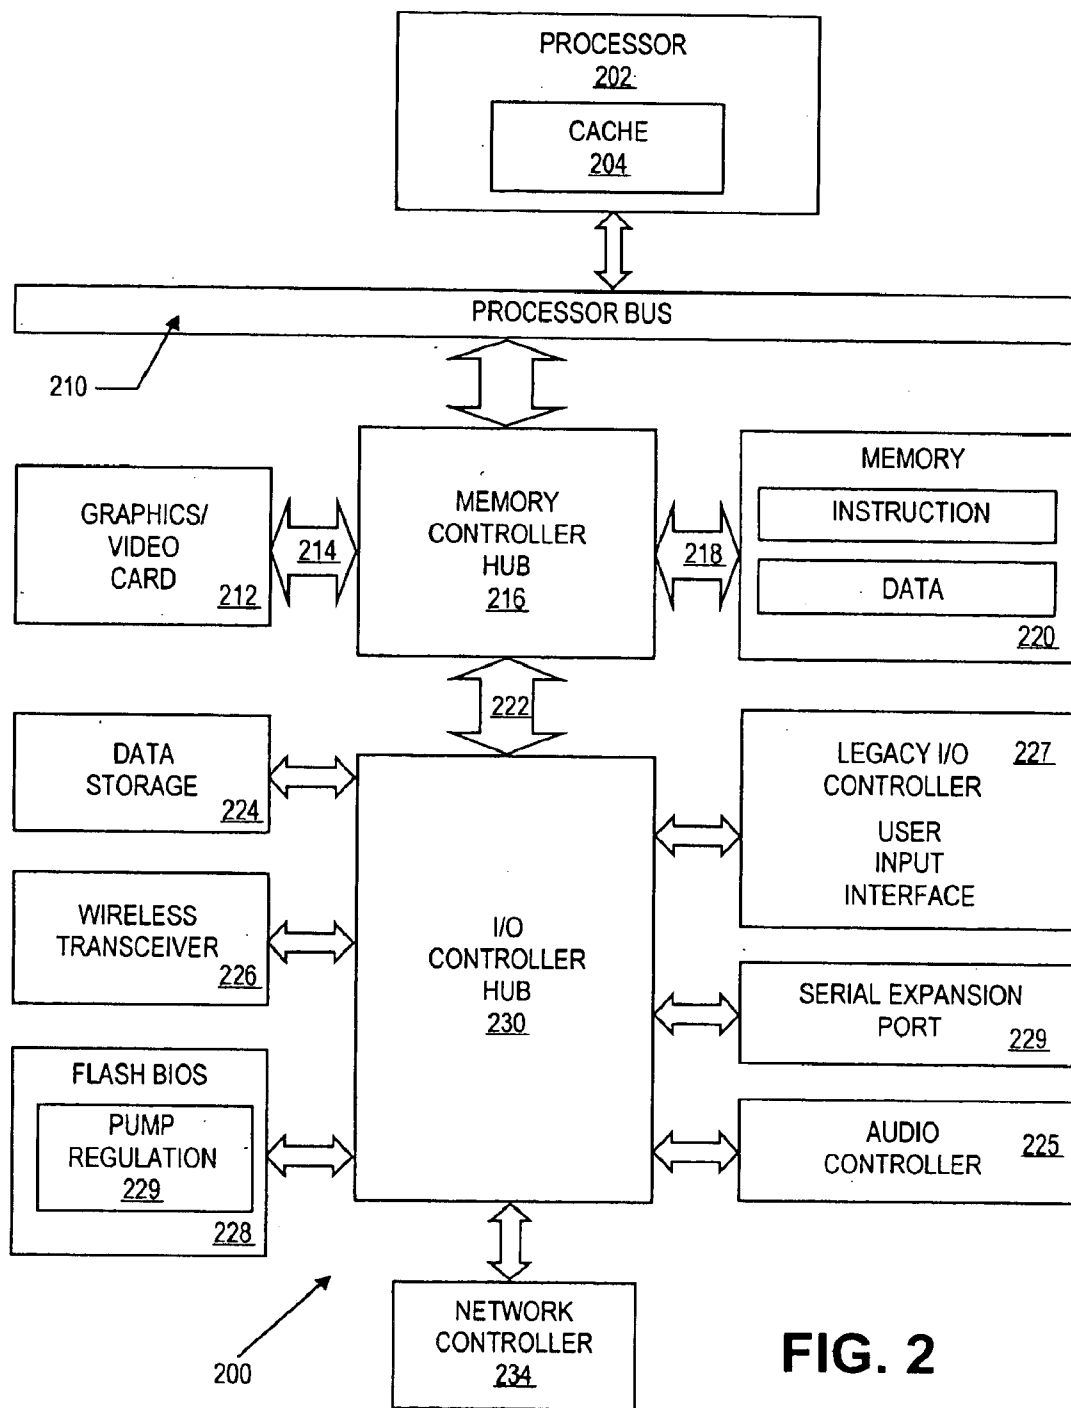 PROCESSOR
202
CACHE
204
PROCESSOR BUS
210
GRAPHICS/
VIDEO
CARD
212
214
MEMORY
CONTROLLER
HUB
216
218
MEMORY
INSTRUCTION
DATA
220
222
DATA
STORAGE
224
LEGACY I/O
CONTROLLER
227
USER
INPUT
INTERFACE
WIRELESS
TRANSCEIVER
226
I/O
CONTROLLER
HUB
230
SERIAL EXPANSION
PORT
229
FLASH BIOS
PUMP
REGULATION
229
228
AUDIO
CONTROLLER
225
200
NETWORK
CONTROLLER
234
FIG. 2